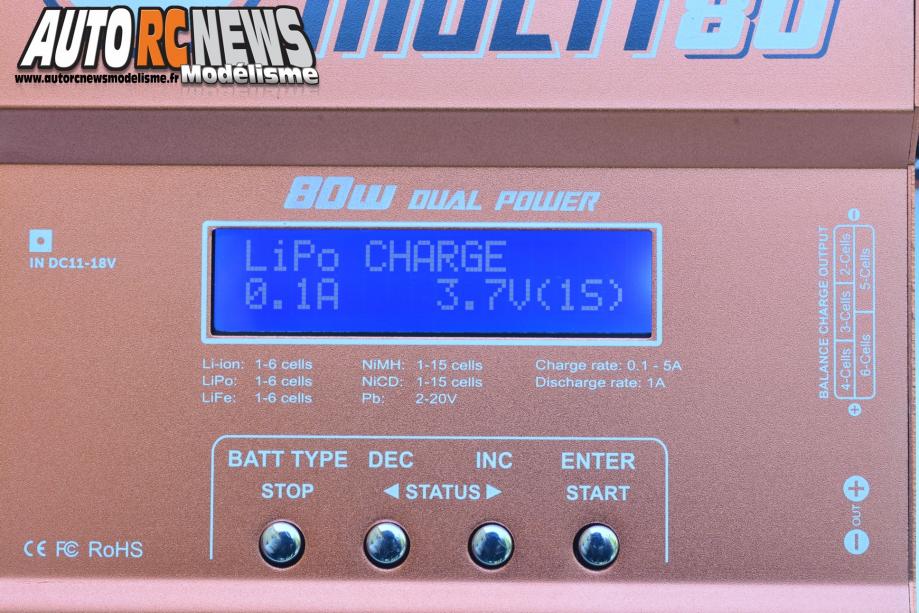 AUTORCNEWS
www.autorcnewsmodelisme.fr Modélisme
MULTI 80
80W DUAL POWER
IN DC11-18V
LiPo CHARGE
0.1A 3.7V(1S)
Li-ion: 1-6 cells
LiPo: 1-6 cells
LiFe: 1-6 cells
NiMH: 1-15 cells
NiCD: 1-15 cells
Pb: 2-20V
Charge rate: 0.1 - 5A
Discharge rate: 1A
BATT TYPE DEC INC ENTER
STOP ◄ STATUS ► START
CE FC RoHS
BALANCE CHARGE OUTPUT
4-Cells 3-Cells 2-Cells
6-Cells 5-Cells
OUT